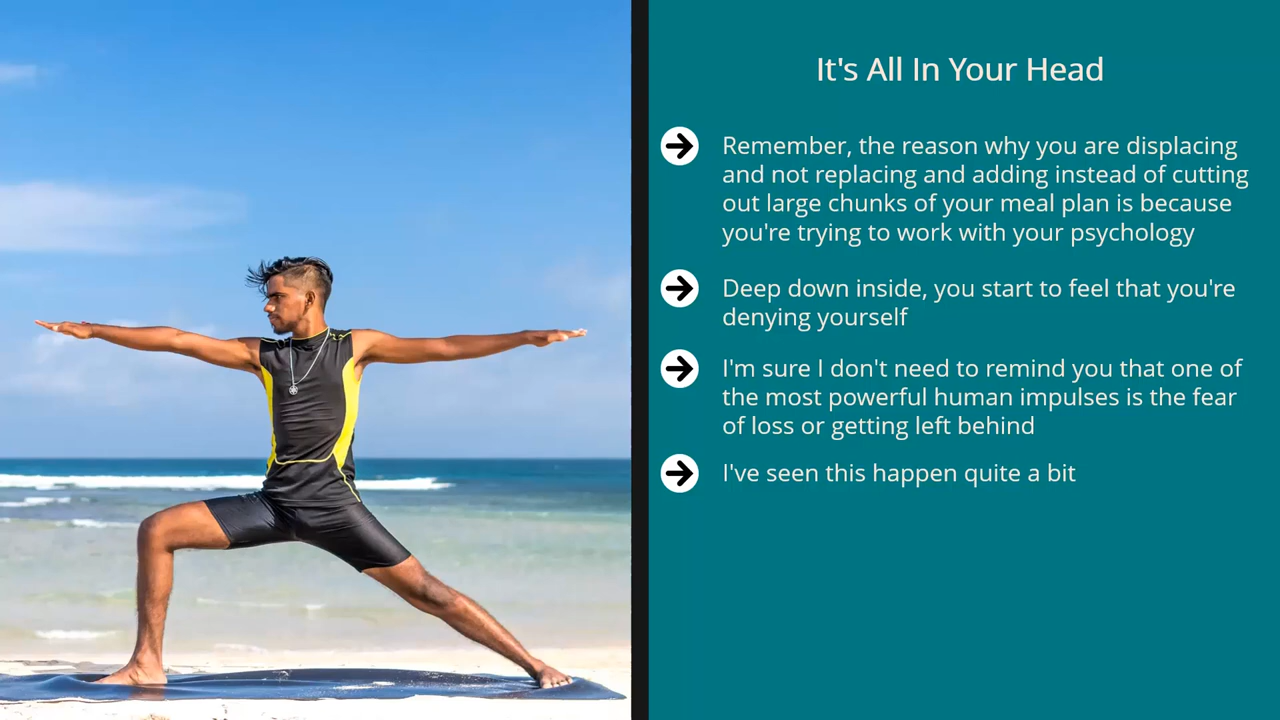 It's All In Your Head
Remember, the reason why you are displacing
and not replacing and adding instead of cutting
out large chunks of your meal plan is because
you're trying to work with your psychology
Deep down inside, you start to feel that you're
denying yourself
I'm sure I don't need to remind you that one of
the most powerful human impulses is the fear
of loss or getting left behind
I've seen this happen quite a bit